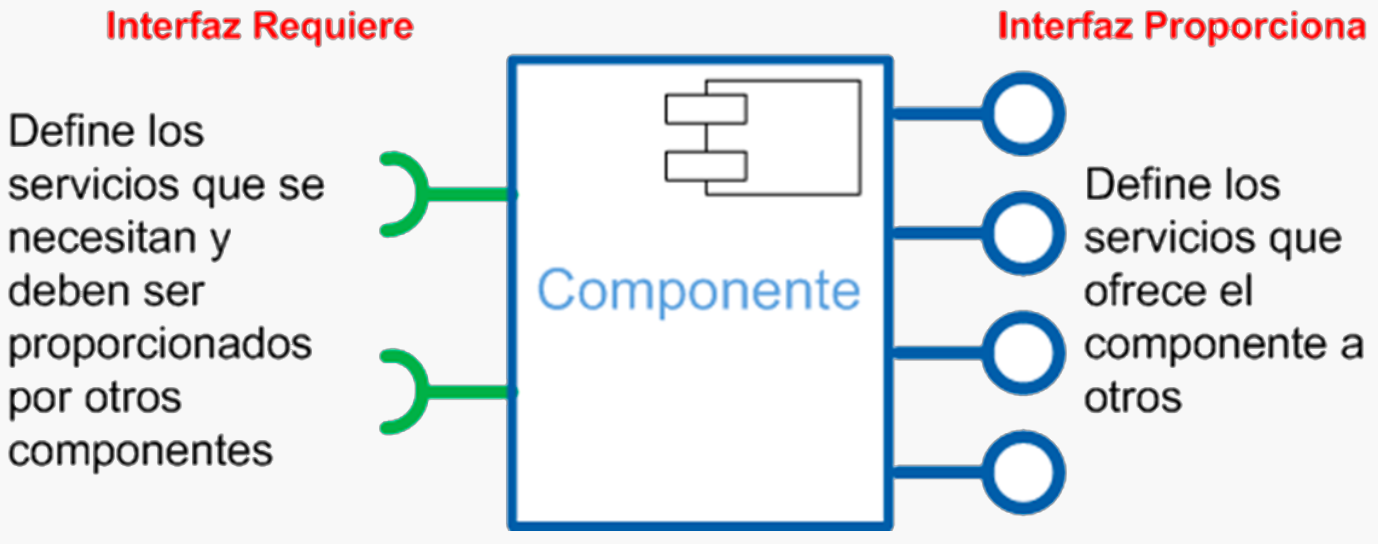 Interfaz Requiere
Interfaz Proporciona
Define los
servicios que se
necesitan y
deben ser
proporcionados
por otros
componentes
Componente
Define los
servicios que
ofrece el
componente a
otros